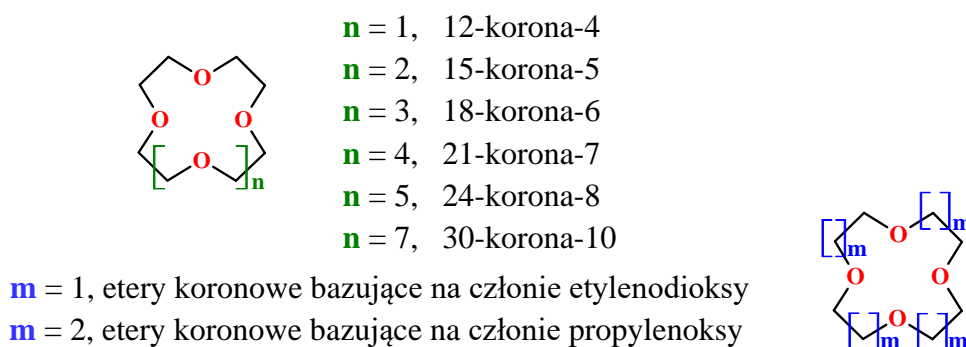 n = 1, 12-korona-4
n = 2, 15-korona-5
n = 3, 18-korona-6
n = 4, 21-korona-7
n = 5, 24-korona-8
n = 7, 30-korona-10
O
O O
O
n
m = 1, etery koronowe bazujące na członie etylenodioksy
m = 2, etery koronowe bazujące na członie propylenoksy
m
O
m
O O
O
m m